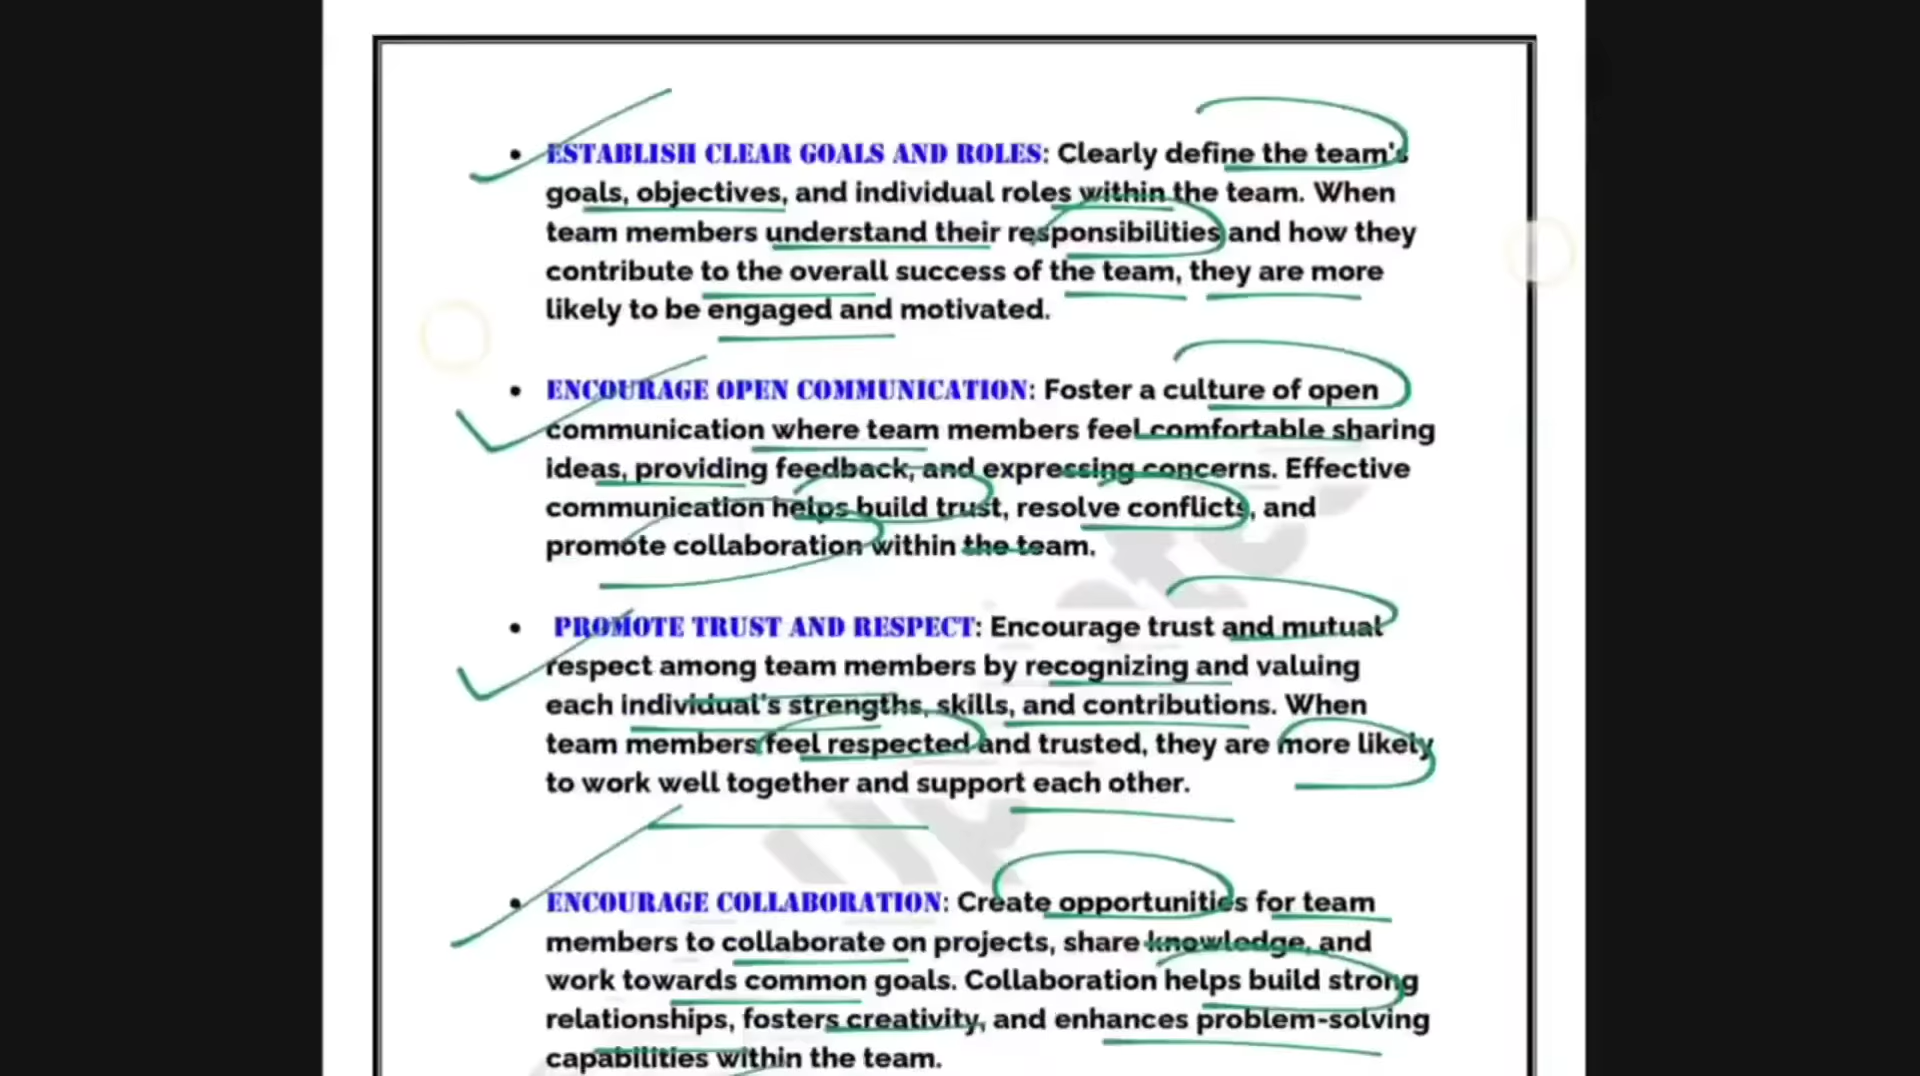 • ESTABLISH CLEAR GOALS AND ROLES: Clearly define the team's
goals, objectives, and individual roles within the team. When
team members understand their responsibilities and how they
contribute to the overall success of the team, they are more
likely to be engaged and motivated.
• ENCOURAGE OPEN COMMUNICATION: Foster a culture of open
communication where team members feel comfortable sharing
ideas, providing feedback, and expressing concerns. Effective
communication helps build trust, resolve conflicts, and
promote collaboration within the team.
• PROMOTE TRUST AND RESPECT: Encourage trust and mutual
respect among team members by recognizing and valuing
each individual's strengths, skills, and contributions. When
team members feel respected and trusted, they are more likely
to work well together and support each other.
• ENCOURAGE COLLABORATION: Create opportunities for team
members to collaborate on projects, share knowledge, and
work towards common goals. Collaboration helps build strong
relationships, fosters creativity, and enhances problem-solving
capabilities within the team.